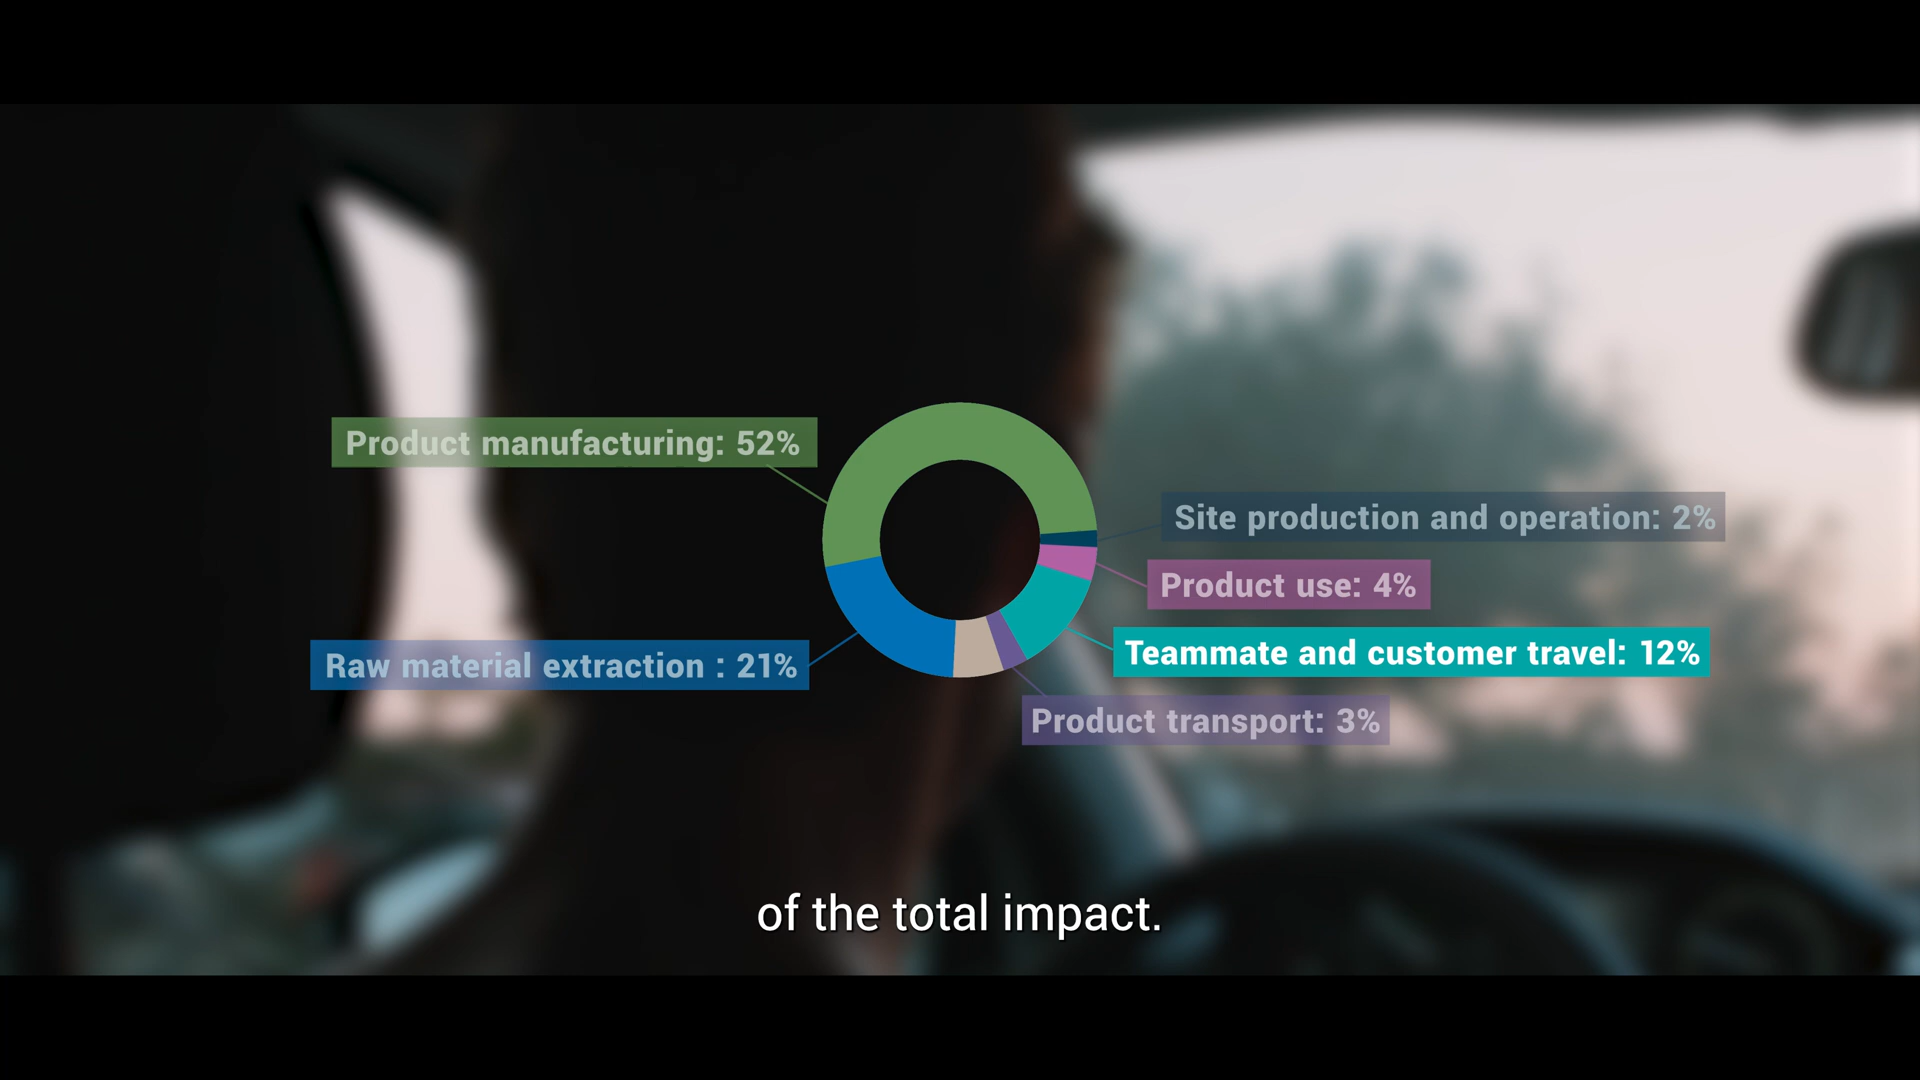 Product manufacturing: 52%
Site production and operation: 2%
Product use: 4%
Teammate and customer travel: 12%
Raw material extraction : 21%
Product transport: 3%
of the total impact.